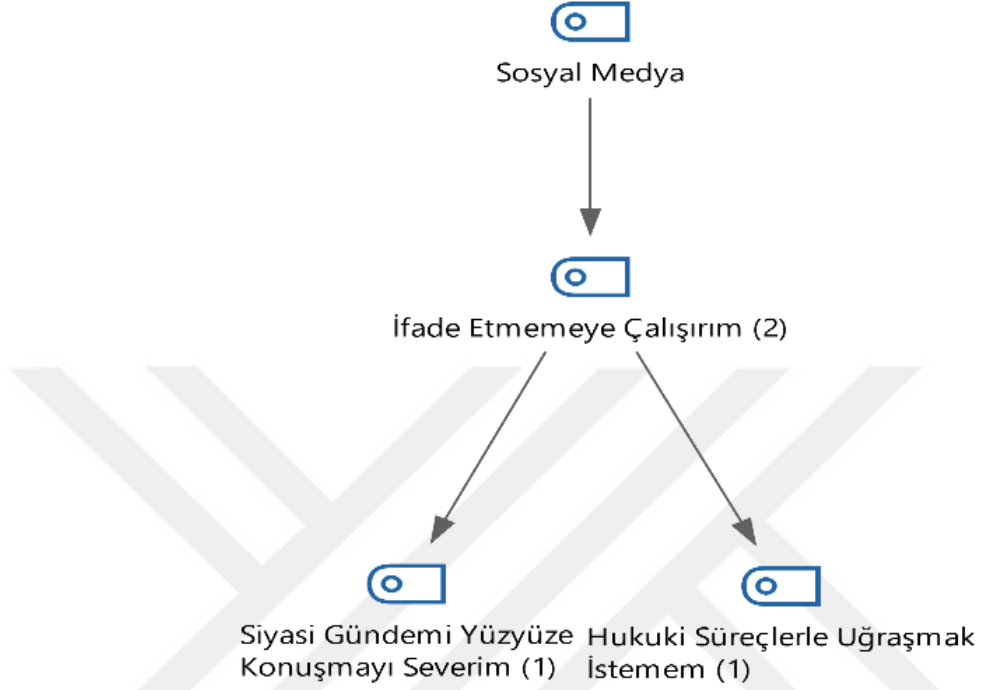 Sosyal Medya
İfade Etmemeye Çalışırım (2)
Siyasi Gündemi Yüzyüze
Konuşmayı Severim (1)
Hukuki Süreçlerle Uğraşmak
İstemem (1)